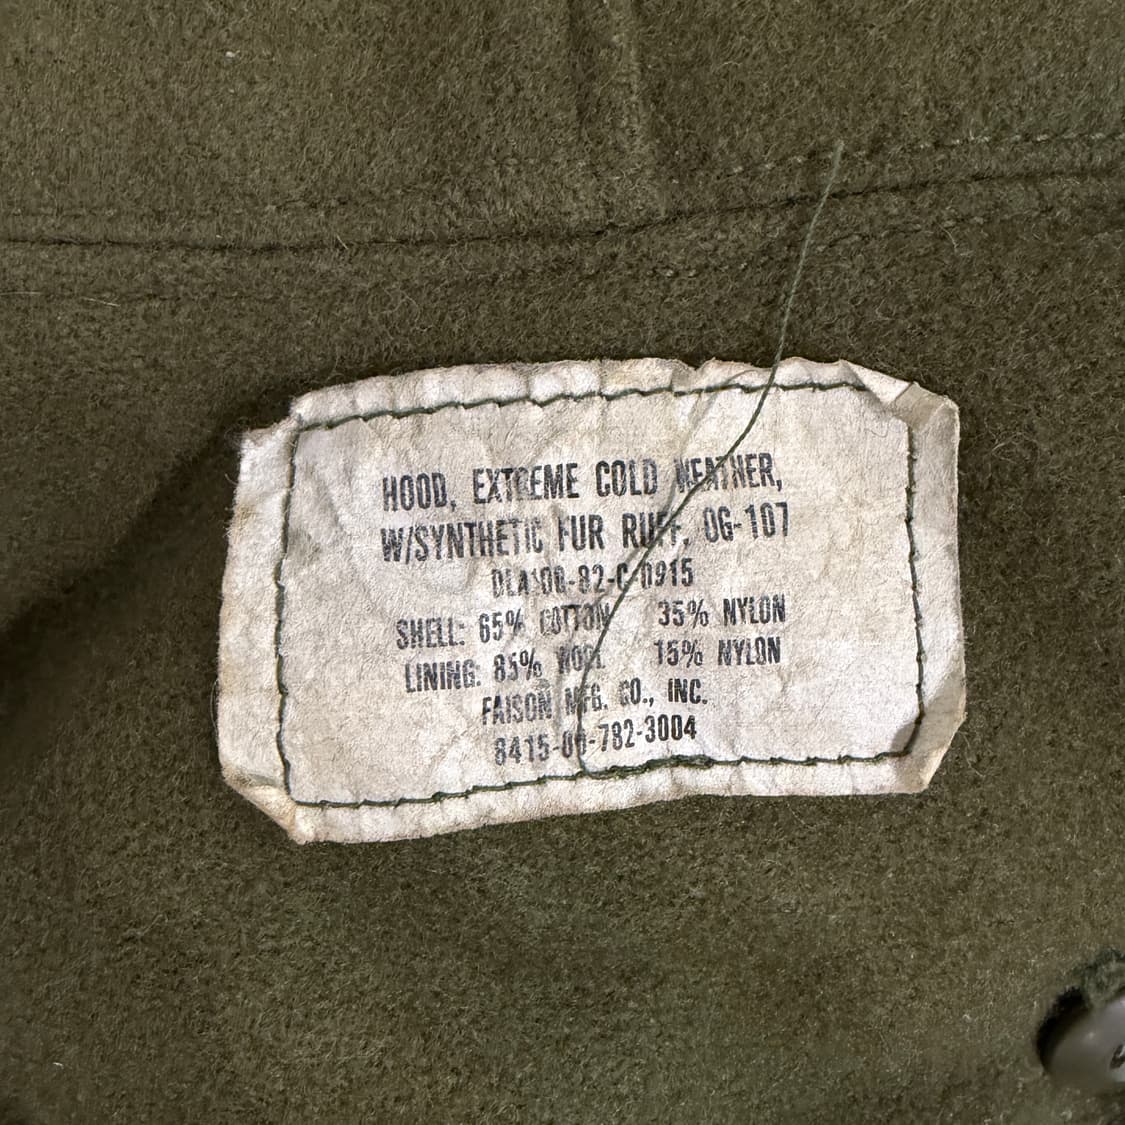 HOOD, EXTREME COLD WEATHER,
W/SYNTHETIC FUR RUFF, OG-107
DLA100-82-C-0915
SHELL: 65% COTTON 35% NYLON
LINING: 85% WOOL 15% NYLON
FAISON MFG. CO., INC.
8415-00-782-3004